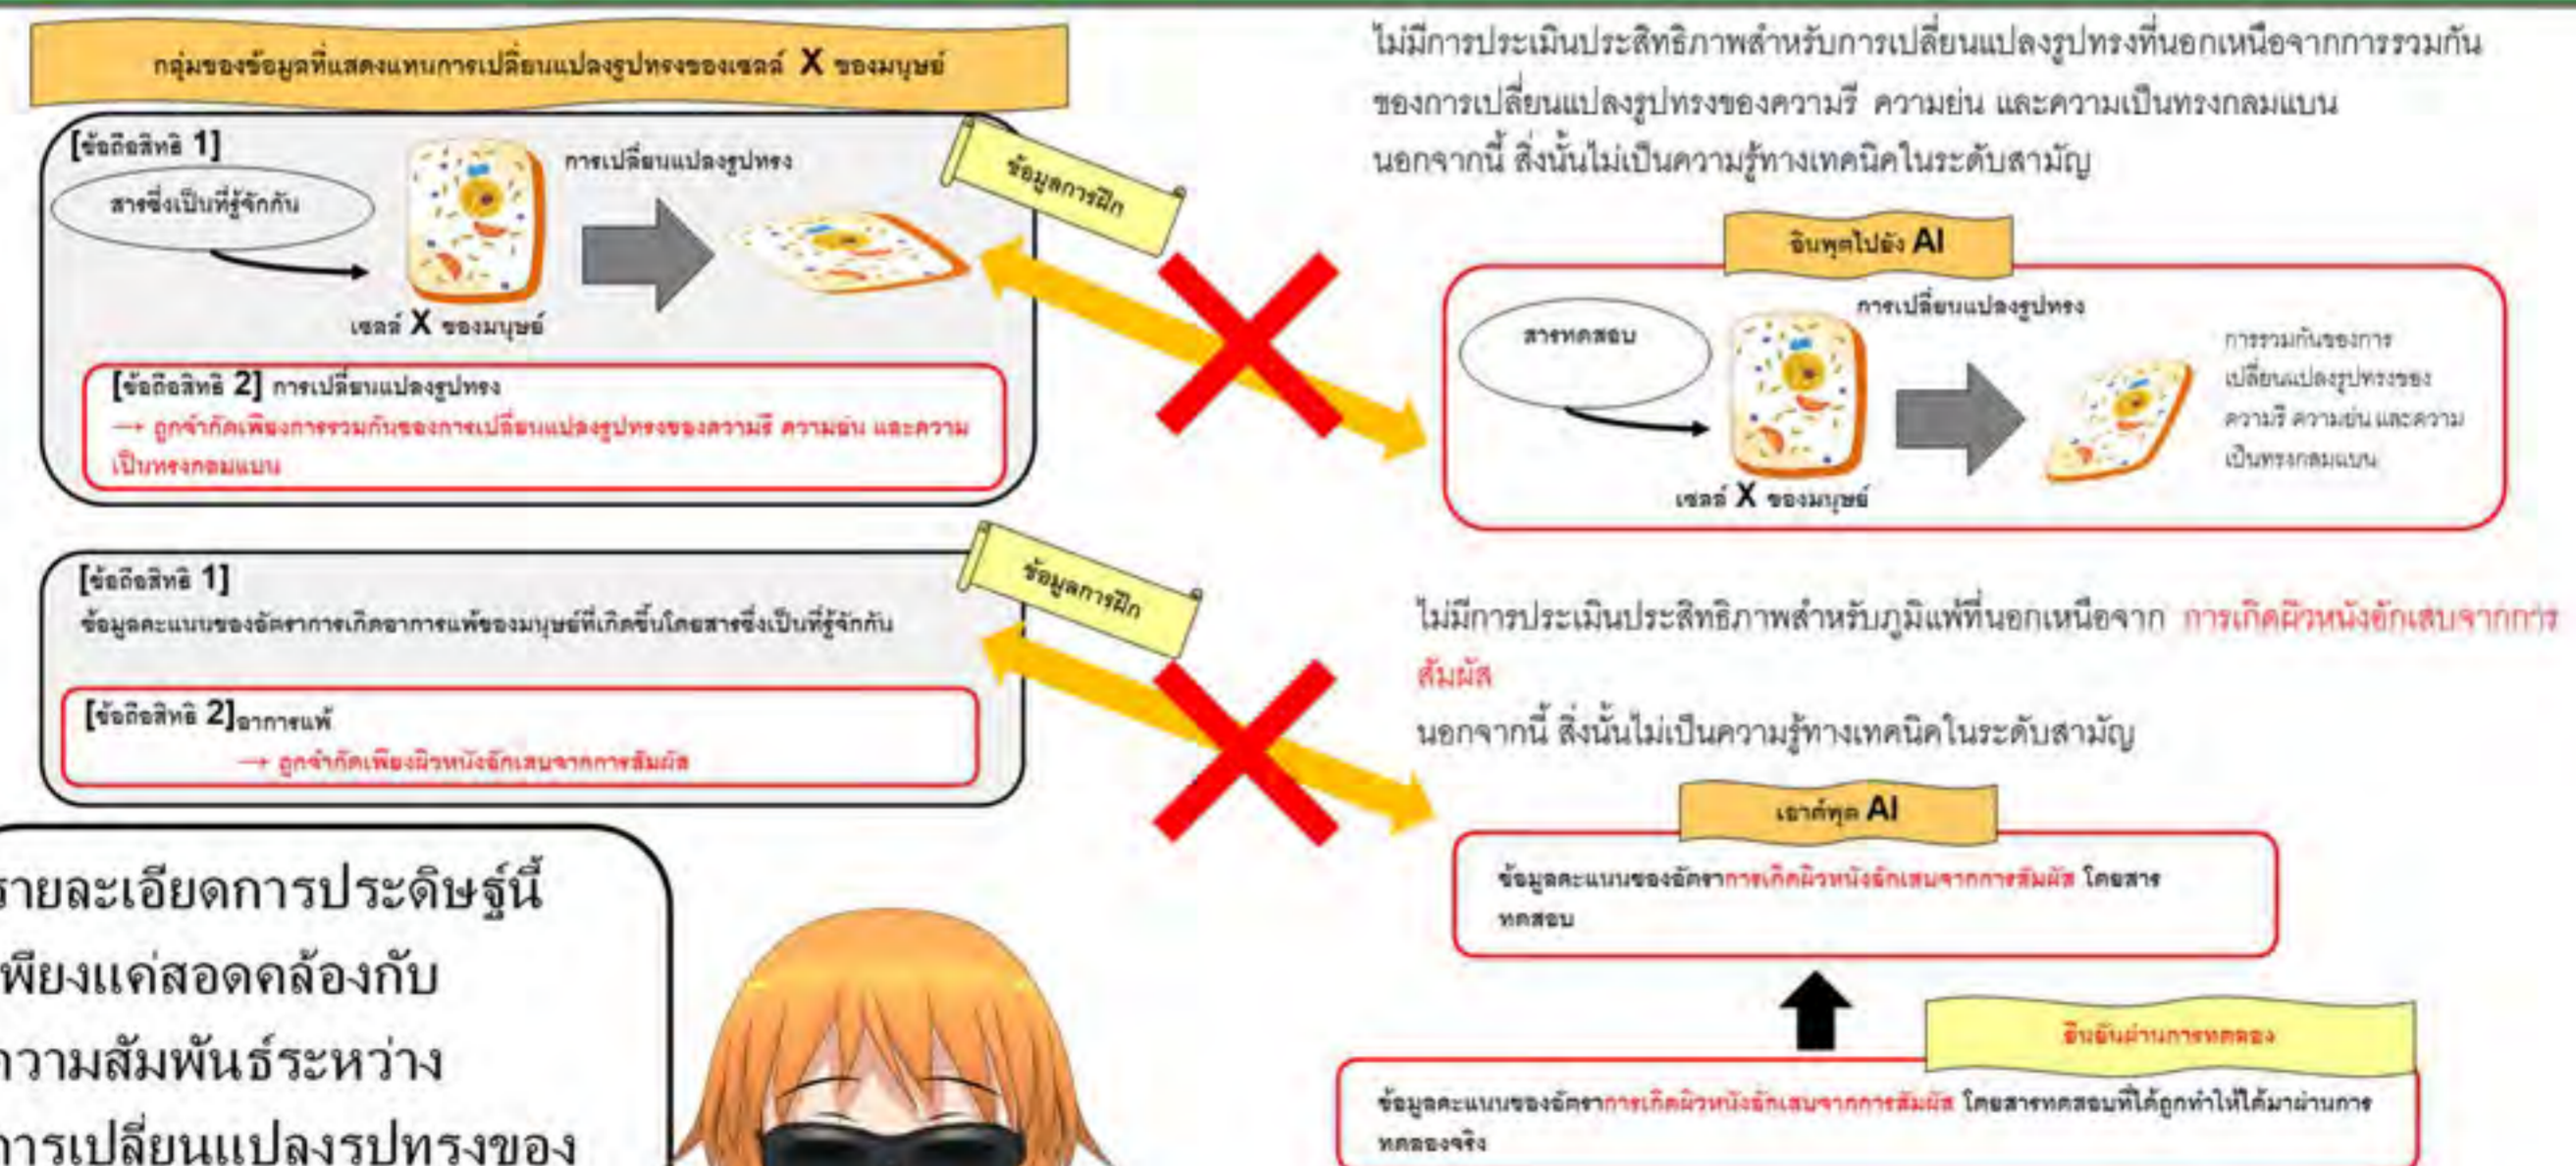 กลุ่มของข้อมูลที่แสดงแทนการเปลี่ยนแปลงรูปทรงของเซลล์ X ของมนุษย์
[ข้อถือสิทธิ 1]
สารซึ่งเป็นที่รู้จักกัน
การเปลี่ยนแปลงรูปทรง
ข้อมูลการฝึก
เซลล์ X ของมนุษย์
[ข้อถือสิทธิ 2] การเปลี่ยนแปลงรูปทรง
→ ถูกจำกัดเพียงการรวมกันของการเปลี่ยนแปลงรูปทรงของความรี ความย่น และความ
เป็นทรงกลมแบน
ไม่มีการประเมินประสิทธิภาพสำหรับการเปลี่ยนแปลงรูปทรงที่นอกเหนือจากการรวมกัน
ของการเปลี่ยนแปลงรูปทรงของความรี ความย่น และความเป็นทรงกลมแบน
นอกจากนี้ สิ่งนั้นไม่เป็นความรู้ทางเทคนิคในระดับสามัญ
อินพุตไปยัง AI
สารทดสอบ
การเปลี่ยนแปลงรูปทรง
เซลล์ X ของมนุษย์
การรวมกันของการ
เปลี่ยนแปลงรูปทรงของ
ความรี ความย่น และความ
เป็นทรงกลมแบน
[ข้อถือสิทธิ 1]
ข้อมูลคะแนนของอัตราการเกิดอาการแพ้ของมนุษย์ที่เกิดขึ้นโดยสารซึ่งเป็นที่รู้จักกัน
ข้อมูลการฝึก
[ข้อถือสิทธิ 2]อาการแพ้
→ ถูกจำกัดเพียงผิวหนังอักเสบจากการสัมผัส
ไม่มีการประเมินประสิทธิภาพสำหรับภูมิแพ้ที่นอกเหนือจาก การเกิดผิวหนังอักเสบจากการ
สัมผัส
นอกจากนี้ สิ่งนั้นไม่เป็นความรู้ทางเทคนิคในระดับสามัญ
เอาต์พุต AI
ข้อมูลคะแนนของอัตราการเกิดผิวหนังอักเสบจากการสัมผัส โดยสาร
ทดสอบ
ยืนยันผ่านการทดลอง
ข้อมูลคะแนนของอัตราการเกิดผิวหนังอักเสบจากการสัมผัส โดยสารทดสอบที่ได้ถูกทำให้ได้มาผ่านการ
ทดลองจริง
รายละเอียดการประดิษฐ์นี้
เพียงแค่สอดคล้องกับ
ความสัมพันธ์ระหว่าง
การเปลี่ยนแปลงรูปทรงของ